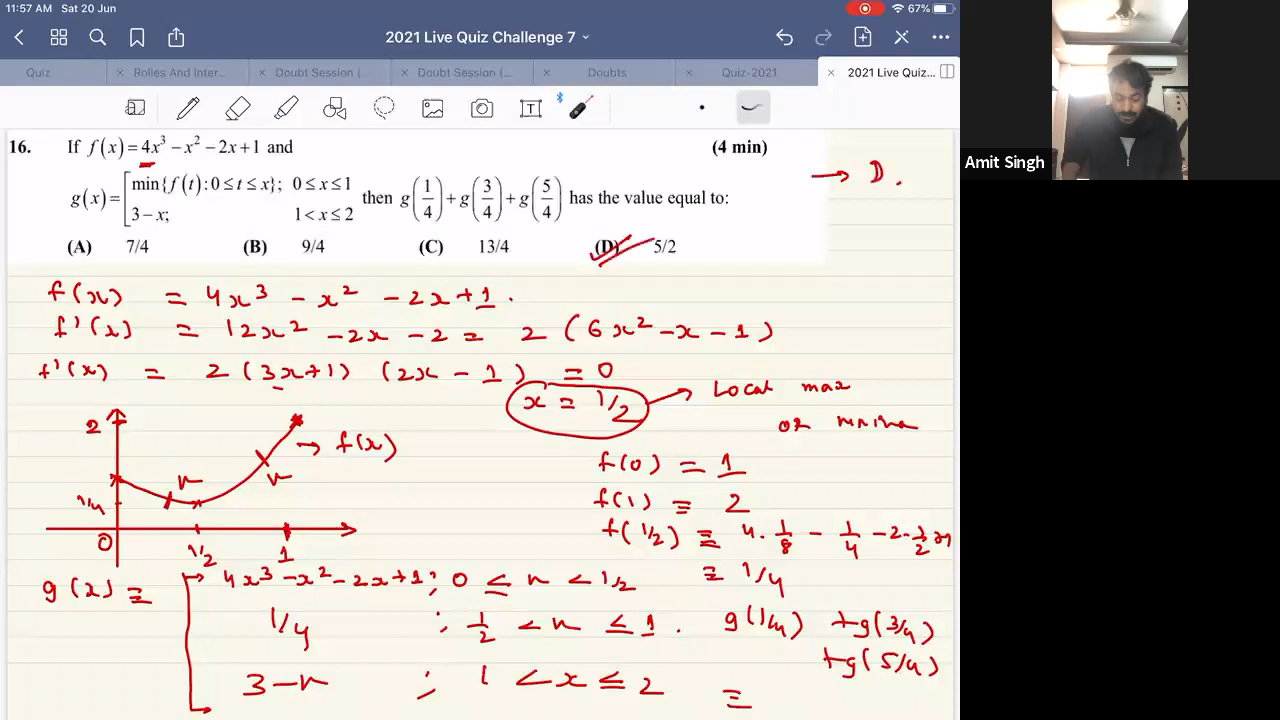 11:57 AM Sat 20 Jun
67%
2021 Live Quiz Challenge 7
Quiz
Rolles And Inter...
Doubt Session (...
Doubt Session (...
Doubts
Quiz-2021
2021 Live Quiz...
Amit Singh
16. If f(x) = 4x³ − x² − 2x + 1 and (4 min)
g(x) = [ min{f(t) : 0 ≤ t ≤ x}; 0 ≤ x ≤ 1
3 − x; 1 < x ≤ 2
then g(1/4) + g(3/4) + g(5/4) has the value equal to:
→ D.
(A) 7/4 (B) 9/4 (C) 13/4 (D) 5/2
f(x) = 4x³ − x² − 2x + 1.
f'(x) = 12x² − 2x − 2 = 2 (6x² − x − 1)
f'(x) = 2 (3x+1) (2x − 1) = 0
x = 1/2 → Local max
or minima
2
1/4
0
1/2
1
→ f(x)
f(0) = 1
f(1) = 2
f(1/2) = 4. 1/8 − 1/4 − 2. 1/2
= 1/4
g(x) = 4x³ − x² − 2x + 1 ; 0 ≤ x < 1/2
1/4 ; 1/2 < x ≤ 1.
3 − x ; 1 < x ≤ 2
g(1/4) + g(3/4)
+ g(5/4)
=